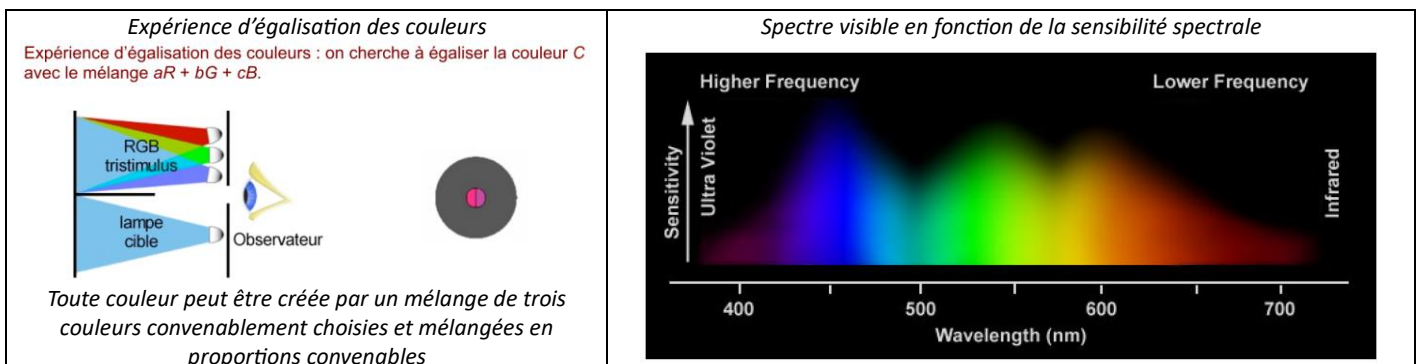 Expérience d’égalisation des couleurs
Expérience d’égalisation des couleurs : on cherche à égaliser la couleur C
avec le mélange aR + bG + cB.
RGB
tristimulus
lampe
cible
Observateur
Toute couleur peut être créée par un mélange de trois
couleurs convenablement choisies et mélangées en
proportions convenables
Spectre visible en fonction de la sensibilité spectrale
Higher Frequency
Lower Frequency
Sensitivity
Ultra Violet
Infrared
400
500
600
700
Wavelength (nm)